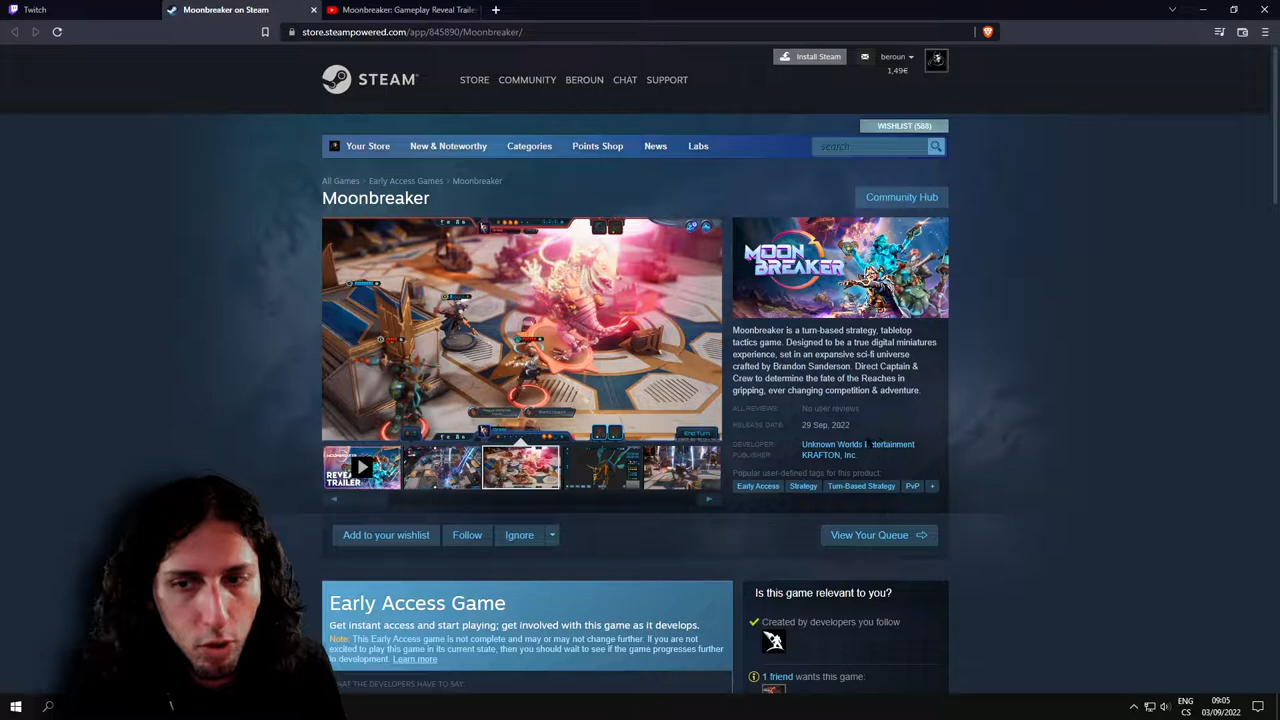 Twitch
Moonbreaker on Steam
Moonbreaker: Gameplay Reveal Traile
store.steampowered.com/app/845890/Moonbreaker/
Install Steam
beroun
1,49€
STEAM
STORE COMMUNITY BEROUN CHAT SUPPORT
WISHLIST (588)
Your Store New & Noteworthy Categories Points Shop News Labs
search
All Games > Early Access Games > Moonbreaker
Moonbreaker
Community Hub
End Turn
MOON
BREAKER
Moonbreaker is a turn-based strategy, tabletop
tactics game. Designed to be a true digital miniatures
experience, set in an expansive sci-fi universe
crafted by Brandon Sanderson. Direct Captain &
Crew to determine the fate of the Reaches in
gripping, ever changing competition & adventure.
ALL REVIEWS: No user reviews
RELEASE DATE: 29 Sep, 2022
DEVELOPER: Unknown Worlds Entertainment
PUBLISHER: KRAFTON, Inc.
Popular user-defined tags for this product:
Early Access Strategy Turn-Based Strategy PvP +
REVEAL
TRAILER
Add to your wishlist Follow Ignore
View Your Queue
Early Access Game
Get instant access and start playing; get involved with this game as it develops.
Note: This Early Access game is not complete and may or may not change further. If you are not
excited to play this game in its current state, then you should wait to see if the game progresses further
in development. Learn more
WHAT THE DEVELOPERS HAVE TO SAY:
Is this game relevant to you?
Created by developers you follow
1 friend wants this game:
ENG
CS
09:05
03/09/2022